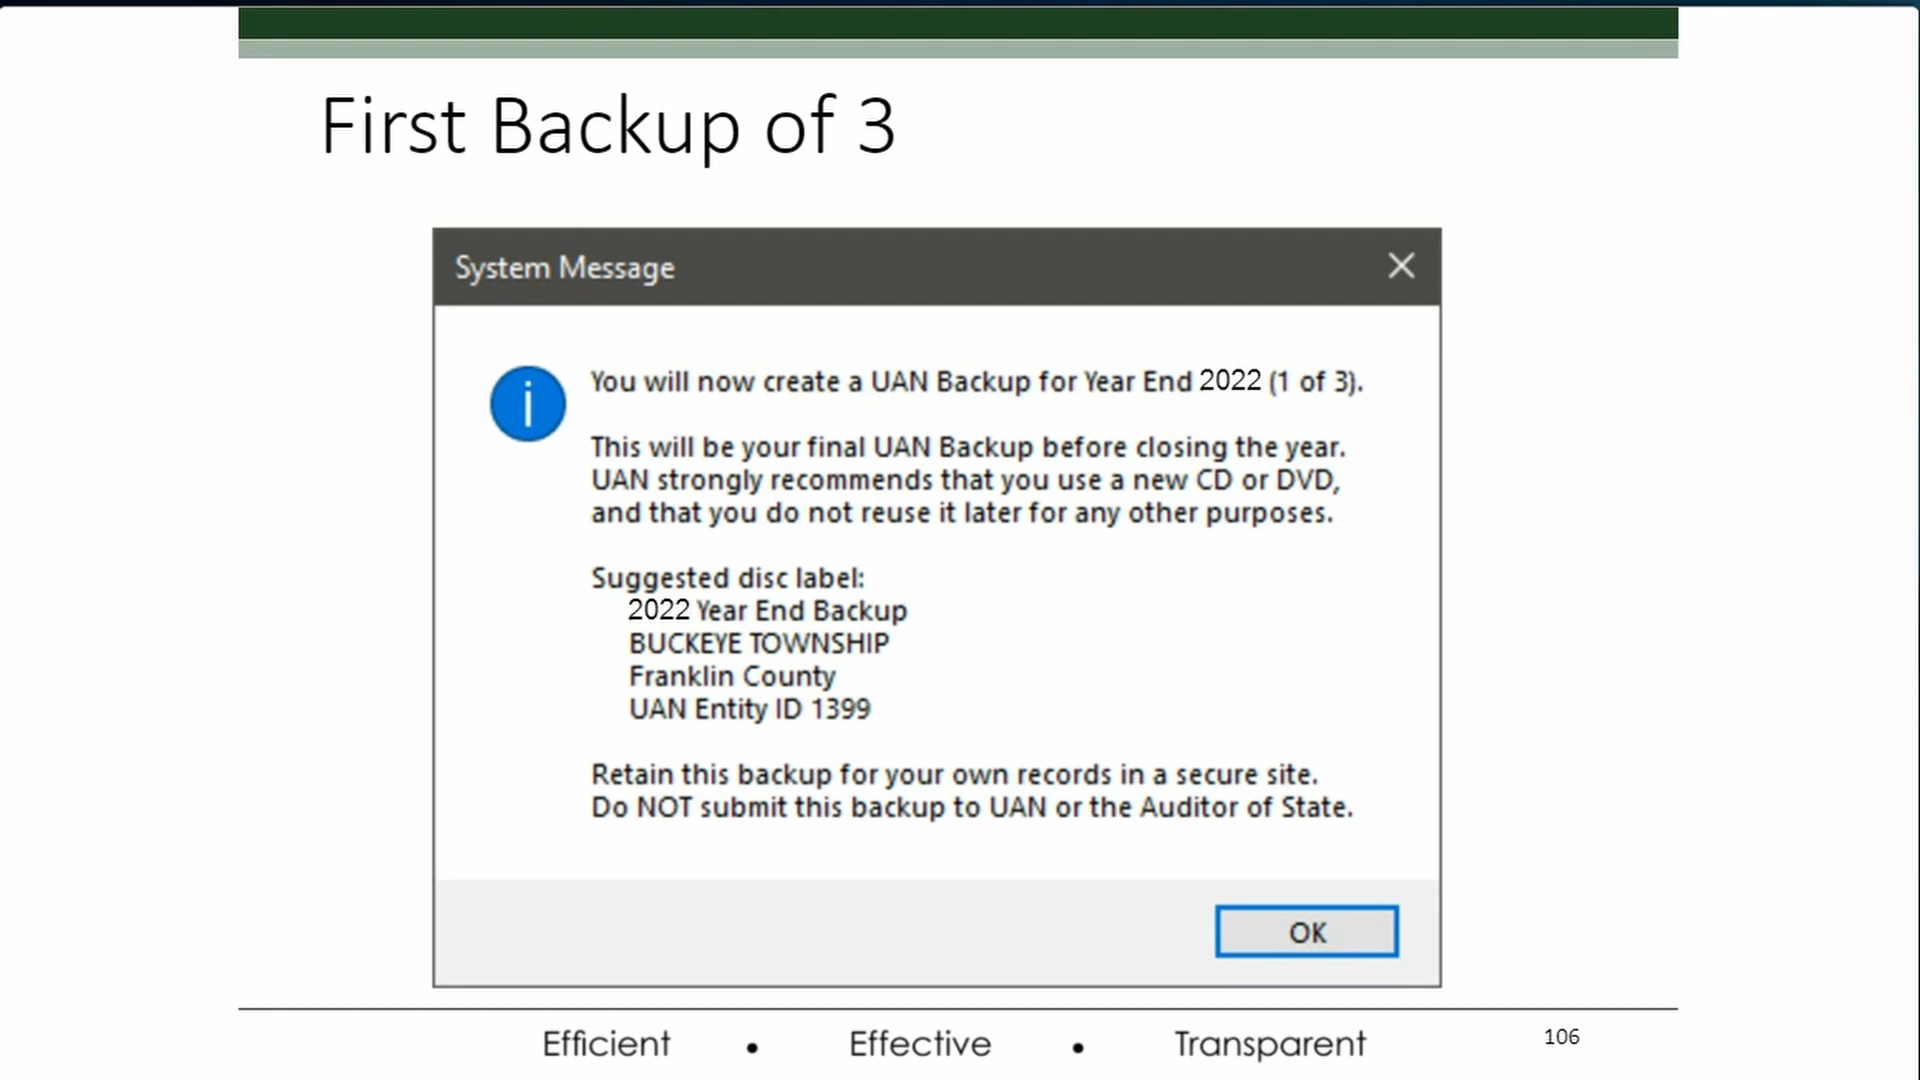 First Backup of 3
System Message
You will now create a UAN Backup for Year End 2022 (1 of 3).
This will be your final UAN Backup before closing the year.
UAN strongly recommends that you use a new CD or DVD,
and that you do not reuse it later for any other purposes.
Suggested disc label:
2022 Year End Backup
BUCKEYE TOWNSHIP
Franklin County
UAN Entity ID 1399
Retain this backup for your own records in a secure site.
Do NOT submit this backup to UAN or the Auditor of State.
OK
Efficient • Effective • Transparent 106